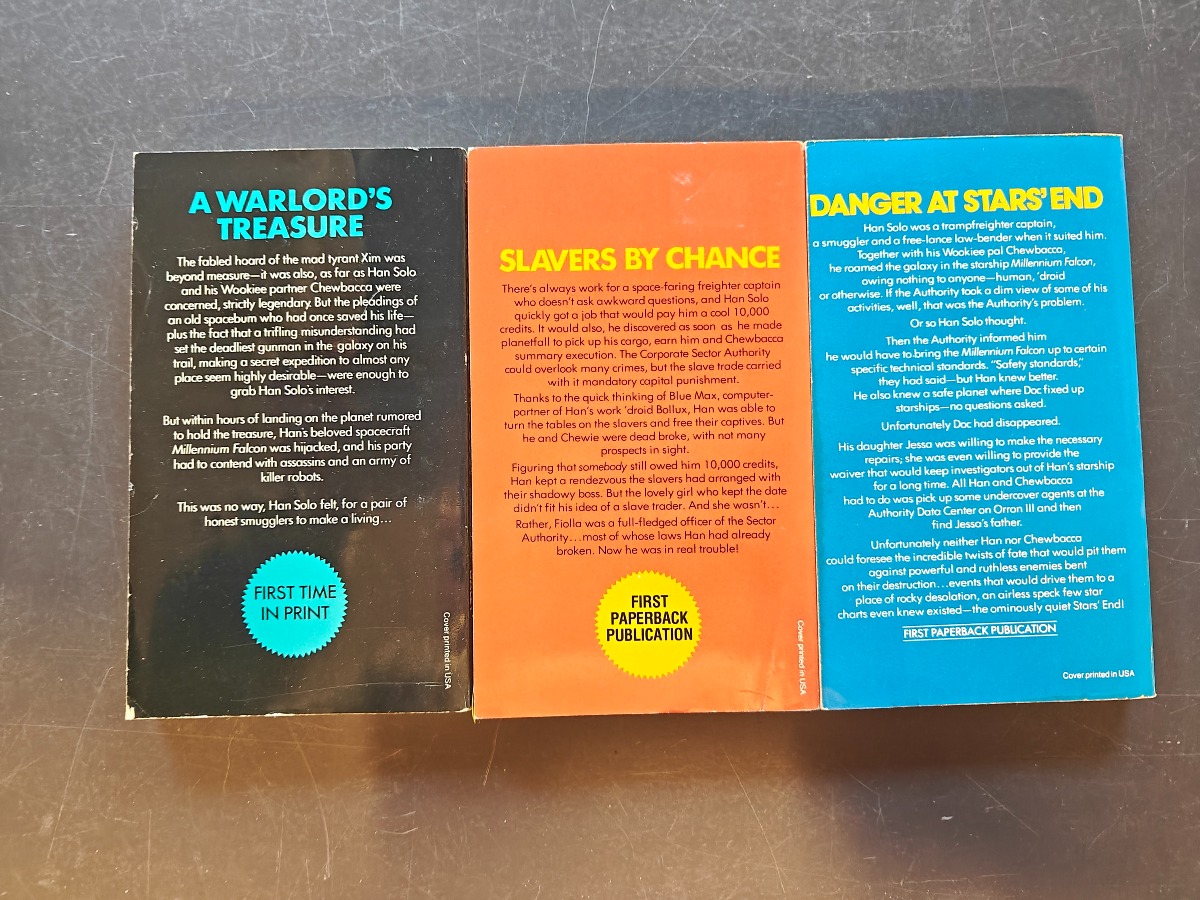 A WARLORD'S
TREASURE
The fabled hoard of the mad tyrant Xim was
beyond measure—it was also, as far as Han Solo
and his Wookiee partner Chewbacca were
concerned, strictly legendary. But the pleadings of
an old spacebum who had once saved his life—
plus the fact that a trifling misunderstanding had
set the deadliest gunman in the galaxy on his
trail, making a secret expedition to almost any
place seem highly desirable—were enough to
grab Han Solo's interest.
But within hours of landing on the planet rumored
to hold the treasure, Han's beloved spacecraft
Millennium Falcon was hijacked, and his party
had to contend with assassins and an army of
killer robots.
This was no way, Han Solo felt, for a pair of
honest smugglers to make a living...
FIRST TIME
IN PRINT
Cover printed in USA
SLAVERS BY CHANCE
There's always work for a space-faring freighter captain
who doesn't ask awkward questions, and Han Solo
quickly got a job that would pay him a cool 10,000
credits. It would also, he discovered as soon as he made
planetfall to pick up his cargo, earn him and Chewbacca
summary execution. The Corporate Sector Authority
could overlook many crimes, but the slave trade carried
with it mandatory capital punishment.
Thanks to the quick thinking of Blue Max, computer-
partner of Han's work 'droid Bollux, Han was able to
turn the tables on the slavers and free their captives. But
he and Chewie were dead broke, with not many
prospects in sight.
Figuring that somebody still owed him 10,000 credits,
Han kept a rendezvous the slavers had arranged with
their shadowy boss. But the lovely girl who kept the date
didn't fit his idea of a slave trader. And she wasn't...
Rather, Fiolla was a full-fledged officer of the Sector
Authority...most of whose laws Han had already
broken. Now he was in real trouble!
FIRST
PAPERBACK
PUBLICATION
Cover printed in USA
DANGER AT STARS' END
Han Solo was a trampfreighter captain,
a smuggler and a free-lance law-bender when it suited him.
Together with his Wookiee pal Chewbacca,
he roamed the galaxy in the starship Millennium Falcon,
owing nothing to anyone—human, 'droid
or otherwise. If the Authority took a dim view of some of his
activities, well, that was the Authority's problem.
Or so Han Solo thought.
Then the Authority informed him
he would have to bring the Millennium Falcon up to certain
specific technical standards. "Safety standards,"
they had said—but Han knew better.
He also knew a safe planet where Doc fixed up
starships—no questions asked.
Unfortunately Doc had disappeared.
His daughter Jessa was willing to make the necessary
repairs; she was even willing to provide the
waiver that would keep investigators out of Han's starship
for a long time. All Han and Chewbacca
had to do was pick up some undercover agents at the
Authority Data Center on Orron III and then
find Jessa's father.
Unfortunately neither Han nor Chewbacca
could foresee the incredible twists of fate that would pit them
against powerful and ruthless enemies bent
on their destruction...events that would drive them to a
place of rocky desolation, an airless speck few star
charts even knew existed—the ominously quiet Stars' End!
FIRST PAPERBACK PUBLICATION
Cover printed in USA